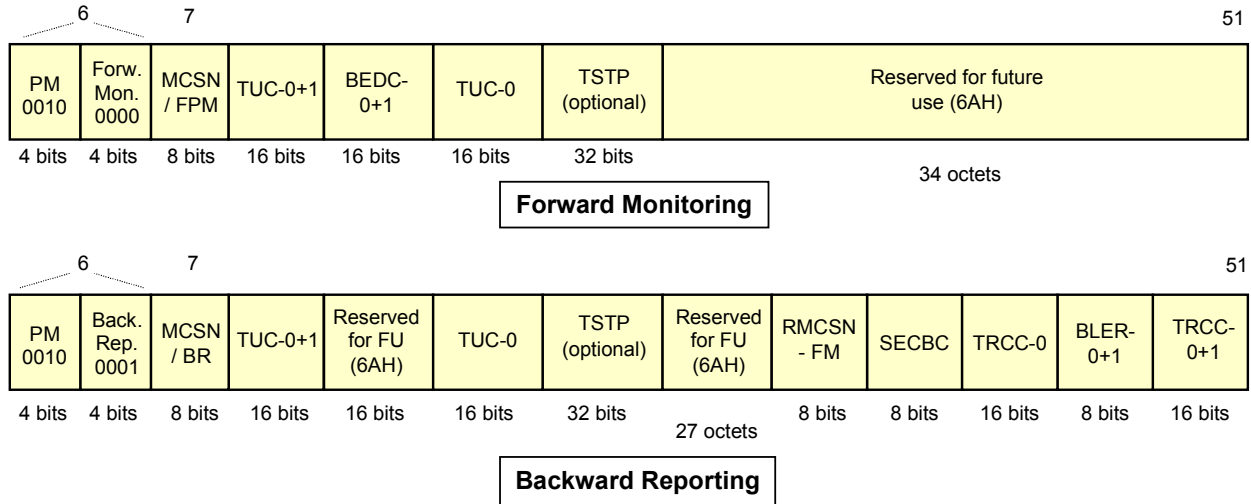 6
7
51
PM
0010
Forw.
Mon.
0000
MCSN
/ FPM
TUC-0+1
BEDC-
0+1
TUC-0
TSTP
(optional)
Reserved for future
use (6AH)
4 bits
4 bits
8 bits
16 bits
16 bits
16 bits
32 bits
34 octets
Forward Monitoring
6
7
51
PM
0010
Back.
Rep.
0001
MCSN
/ BR
TUC-0+1
Reserved
for FU
(6AH)
TUC-0
TSTP
(optional)
Reserved
for FU
(6AH)
RMCSN
- FM
SECBC
TRCC-0
BLER-
0+1
TRCC-
0+1
4 bits
4 bits
8 bits
16 bits
16 bits
16 bits
32 bits
27 octets
8 bits
8 bits
16 bits
8 bits
16 bits
Backward Reporting